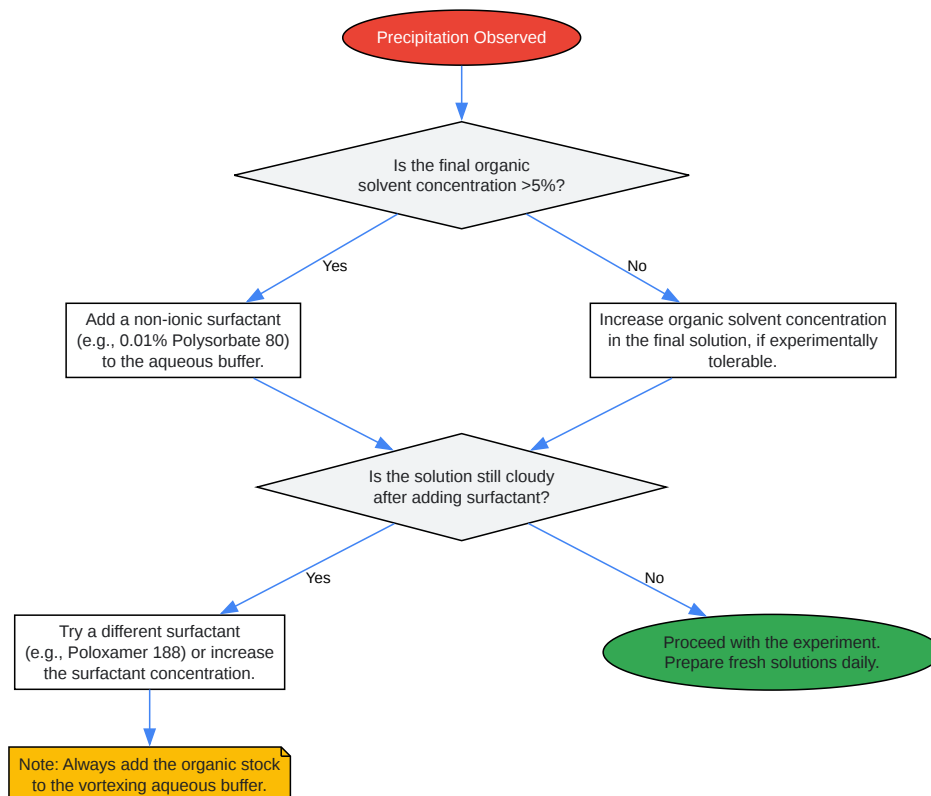 Precipitation Observed
Is the final organic
solvent concentration >5%?
Yes
No
Add a non-ionic surfactant
(e.g., 0.01% Polysorbate 80)
to the aqueous buffer.
Increase organic solvent concentration
in the final solution, if experimentally
tolerable.
Is the solution still cloudy
after adding surfactant?
Yes
No
Try a different surfactant
(e.g., Poloxamer 188) or increase
the surfactant concentration.
Proceed with the experiment.
Prepare fresh solutions daily.
Note: Always add the organic stock
to the vortexing aqueous buffer.